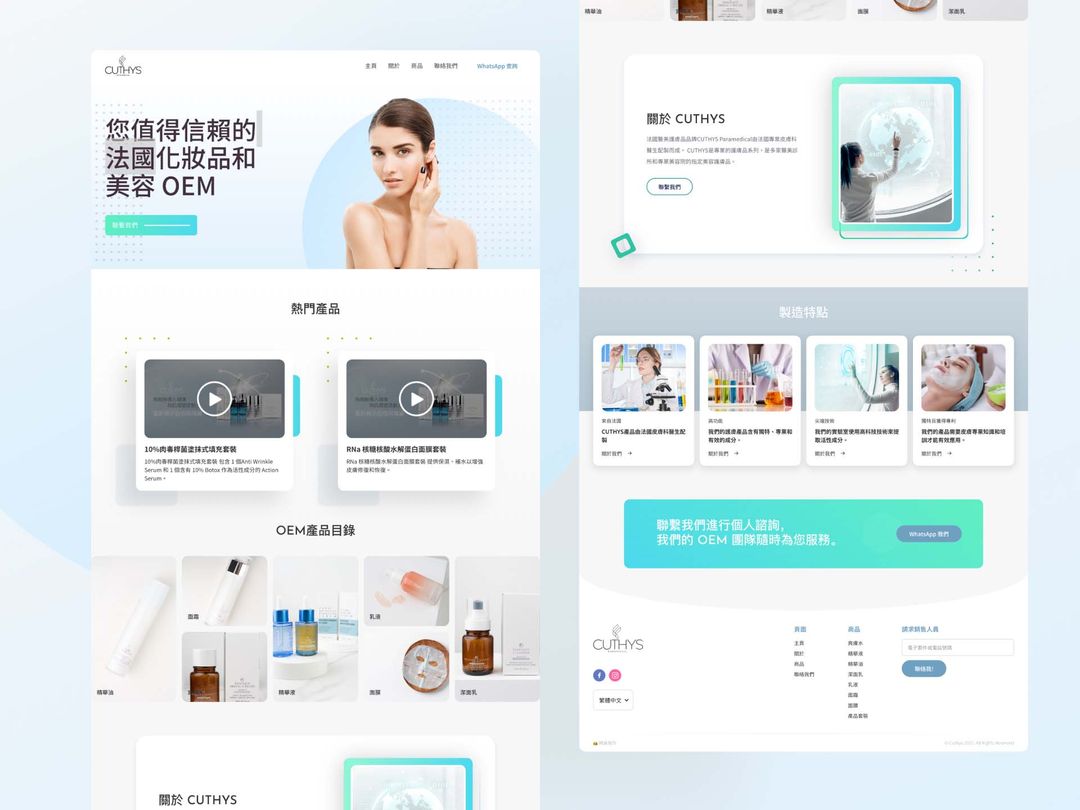 CUTHYS
主頁 關於 商品 聯絡我們 WhatsApp 查詢
您值得信賴的
法國化妝品和
美容 OEM
聯繫我們
熱門產品
10%肉毒桿菌塗抹式填充套裝
10%肉毒桿菌塗抹式填充套裝 包含 1 個Anti Wrinkle
Serum 和 1 個含有 10% Botox 作為活性成分的 Action
Serum。
RNa 核糖核酸水解蛋白面膜套裝
RNa 核糖核酸水解蛋白面膜套裝 提供保濕、補水以增強
皮膚修復和恢復。
OEM產品目錄
精華油
面霜
精華液
乳液
面膜
潔面乳
關於 CUTHYS
精華油
精華液
面膜
潔面乳
關於 CUTHYS
法國醫美護膚品品牌CUTHYS Paramedical由法國專業皮膚科
醫生配製而成。 CUTHYS是專業的護膚品系列，是多家醫美診
所和專業美容院的指定美容護膚品。
聯繫我們
製造特點
來自法國
CUTHYS產品由法國皮膚科醫生配
製。
關於我們 →
高功能
我們的護膚產品含有獨特、專業和
有效的成分。
關於我們 →
尖端技術
我們的實驗室使用高科技技術來提
取活性成分。
關於我們 →
獨特且獲得專利
我們的產品需要皮膚專業知識和培
訓才能有效應用。
關於我們 →
聯繫我們進行個人諮詢，
我們的 OEM 團隊隨時為您服務。
WhatsApp 我們
CUTHYS
繁體中文
頁面
主頁
關於
商品
聯絡我們
商品
爽膚水
精華液
精華油
潔面乳
乳液
面霜
面膜
產品套裝
請求銷售人員
電子郵件或電話號碼
聯絡我!
© Cuthys 2021. All Rights Reserved